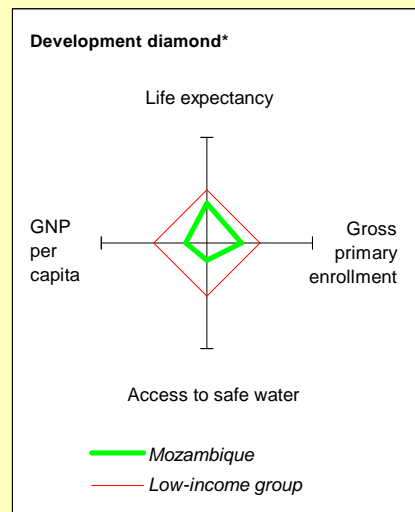 Development diamond*
Life expectancy
GNP
per
capita
Gross
primary
enrollment
Access to safe water
Mozambique
Low-income group